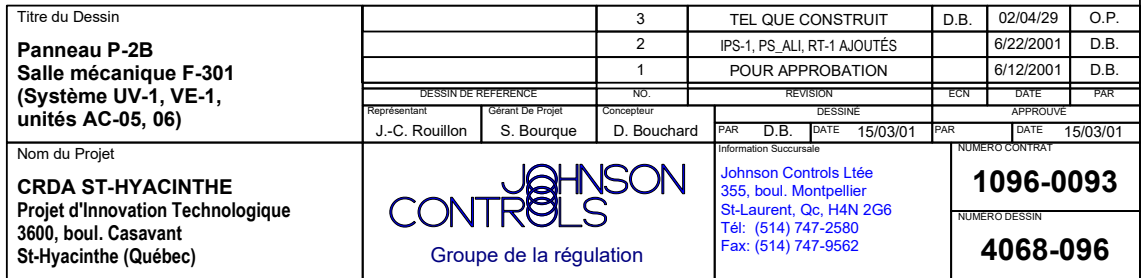 Titre du Dessin
Panneau P-2B
Salle mécanique F-301
(Système UV-1, VE-1,
unités AC-05, 06)
3 TEL QUE CONSTRUIT D.B. 02/04/29 O.P.
2 IPS-1, PS_ALI, RT-1 AJOUTÉS 6/22/2001 D.B.
1 POUR APPROBATION 6/12/2001 D.B.
DESSIN DE REFERENCE NO. REVISION ECN DATE PAR
Représentant Gérant De Projet Concepteur DESSINÉ APPROUVÉ
J.-C. Rouillon S. Bourque D. Bouchard PAR D.B. DATE 15/03/01 PAR DATE 15/03/01
Nom du Projet
CRDA ST-HYACINTHE
Projet d'Innovation Technologique
3600, boul. Casavant
St-Hyacinthe (Québec)
JOHNSON
CONTROLS
Groupe de la régulation
Information Succursale
Johnson Controls Ltée
355, boul. Montpellier
St-Laurent, Qc, H4N 2G6
Tél: (514) 747-2580
Fax: (514) 747-9562
NUMÉRO CONTRAT
1096-0093
NUMÉRO DESSIN
4068-096